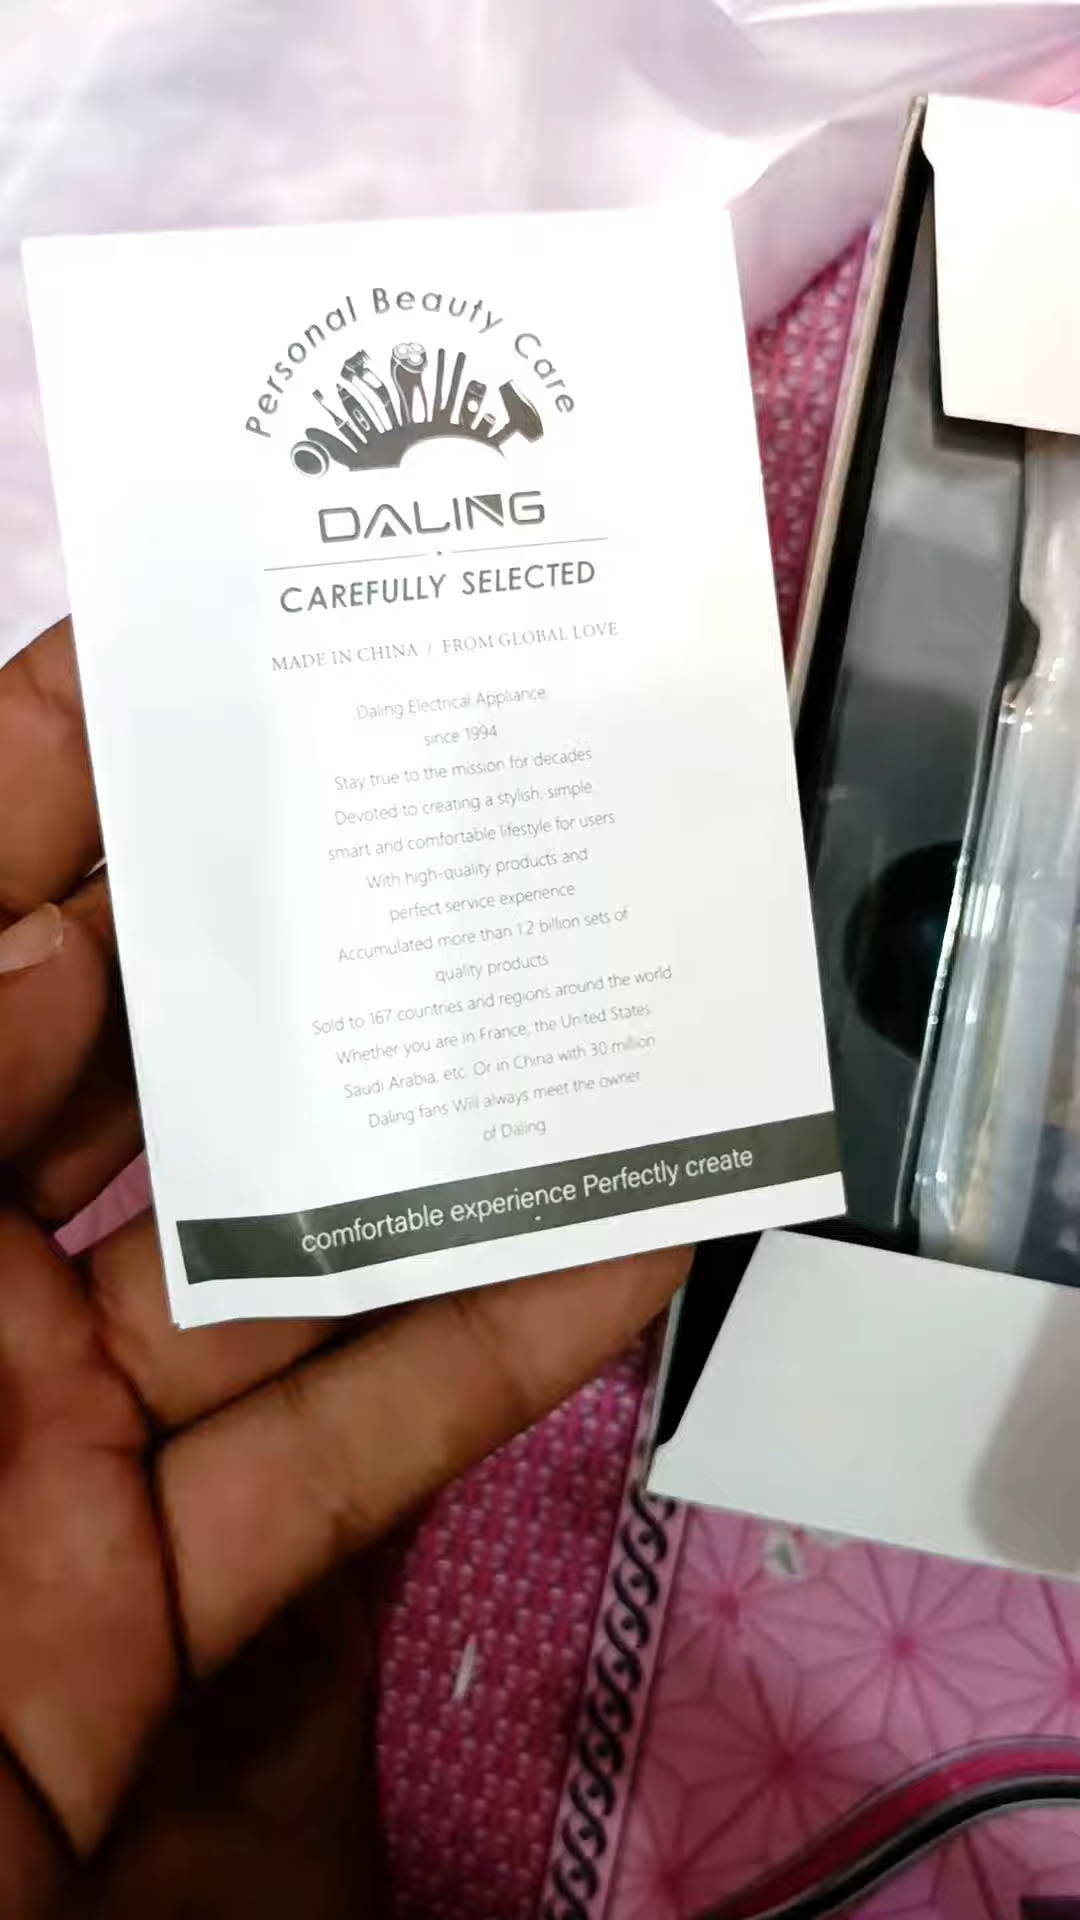 Personal Beauty Care
DALING
CAREFULLY SELECTED
MADE IN CHINA / FROM GLOBAL LOVE
Daling Electrical Appliance
since 1994
Stay true to the mission for decades
Devoted to creating a stylish, simple
smart and comfortable lifestyle for users
With high-quality products and
perfect service experience
Accumulated more than 1.2 billion sets of
quality products
Sold to 167 countries and regions around the world
Whether you are in France, the United States
Saudi Arabia, etc. Or in China with 30 million
Daling fans Will always meet the owner
of Daling
comfortable experience Perfectly create